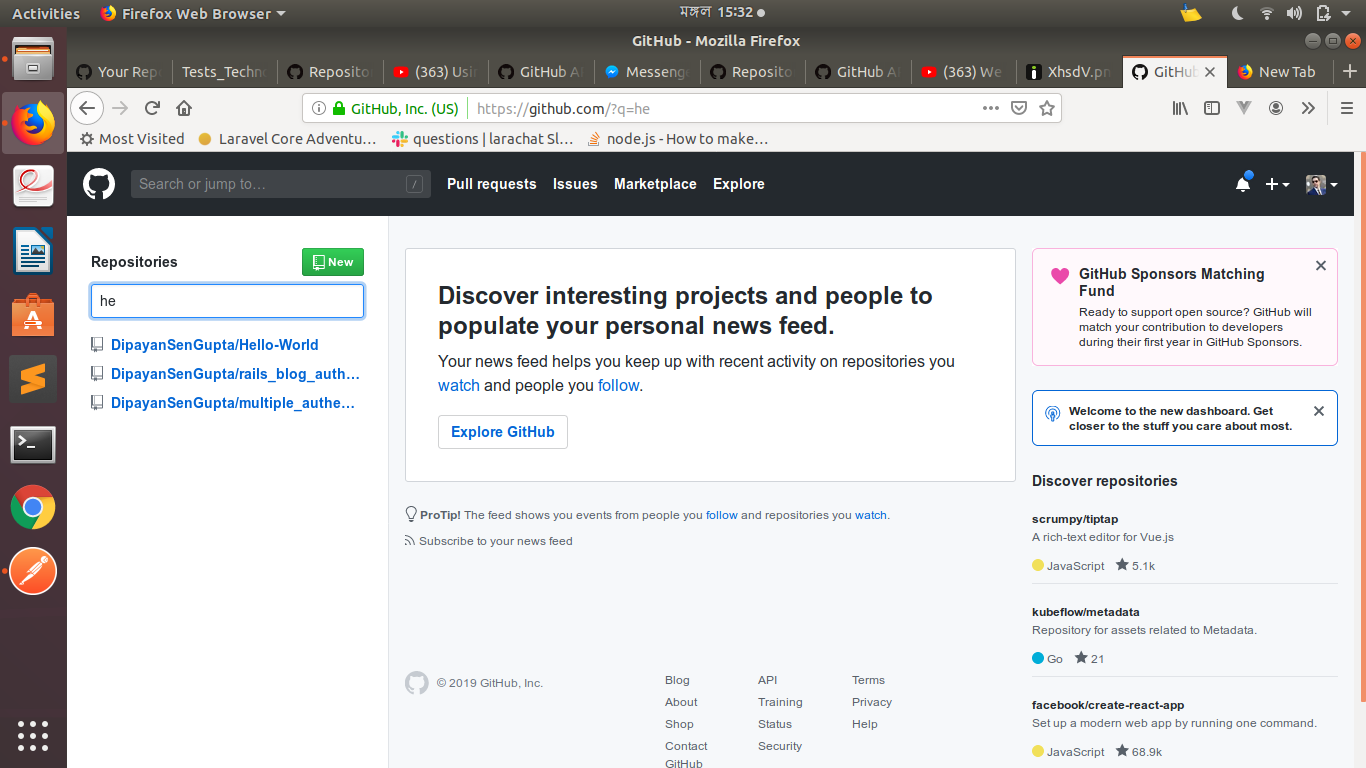 Activities
Firefox Web Browser
মঙ্গল 15:32
GitHub - Mozilla Firefox
Your Rep
Tests_Techn
Reposito
(363) Usi
GitHub A
Messenge
Reposito
GitHub A
(363) We
XhsdV.pn
GitHub
New Tab
GitHub, Inc. (US)
https://github.com/?q=he
Most Visited
Laravel Core Adventu…
questions | larachat Sl…
node.js - How to make…
Search or jump to…
/
Pull requests
Issues
Marketplace
Explore
Repositories
New
he
DipayanSenGupta/Hello-World
DipayanSenGupta/rails_blog_auth…
DipayanSenGupta/multiple_authe…
Discover interesting projects and people to
populate your personal news feed.
Your news feed helps you keep up with recent activity on repositories you
watch and people you follow.
Explore GitHub
ProTip! The feed shows you events from people you follow and repositories you watch.
Subscribe to your news feed
© 2019 GitHub, Inc.
Blog
About
Shop
Contact
GitHub
API
Training
Status
Security
Terms
Privacy
Help
GitHub Sponsors Matching
Fund
Ready to support open source? GitHub will
match your contribution to developers
during their first year in GitHub Sponsors.
Welcome to the new dashboard. Get
closer to the stuff you care about most.
Discover repositories
scrumpy/tiptap
A rich-text editor for Vue.js
JavaScript 5.1k
kubeflow/metadata
Repository for assets related to Metadata.
Go 21
facebook/create-react-app
Set up a modern web app by running one command.
JavaScript 68.9k